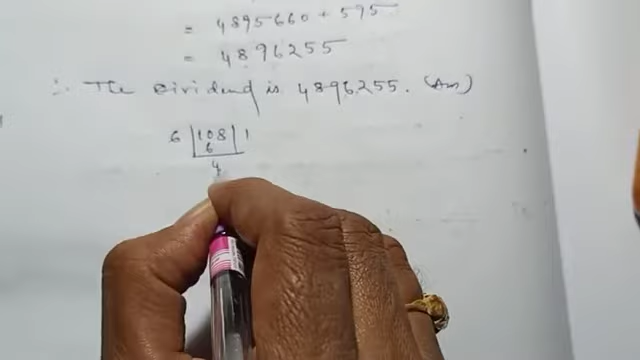 = 4895660 + 595
= 4896255
∴ The Dividend is 4896255. (Ans)
6 |108| 1
6
4